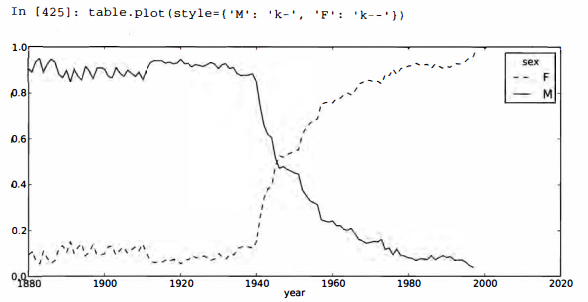 In [425]: table.plot(style={'M': 'k-', 'F': 'k--'})
1.0
sex
F
M
0.8
0.6
0.4
0.2
0.0
1880 1900 1920 1940 1960 1980 2000 2020
year